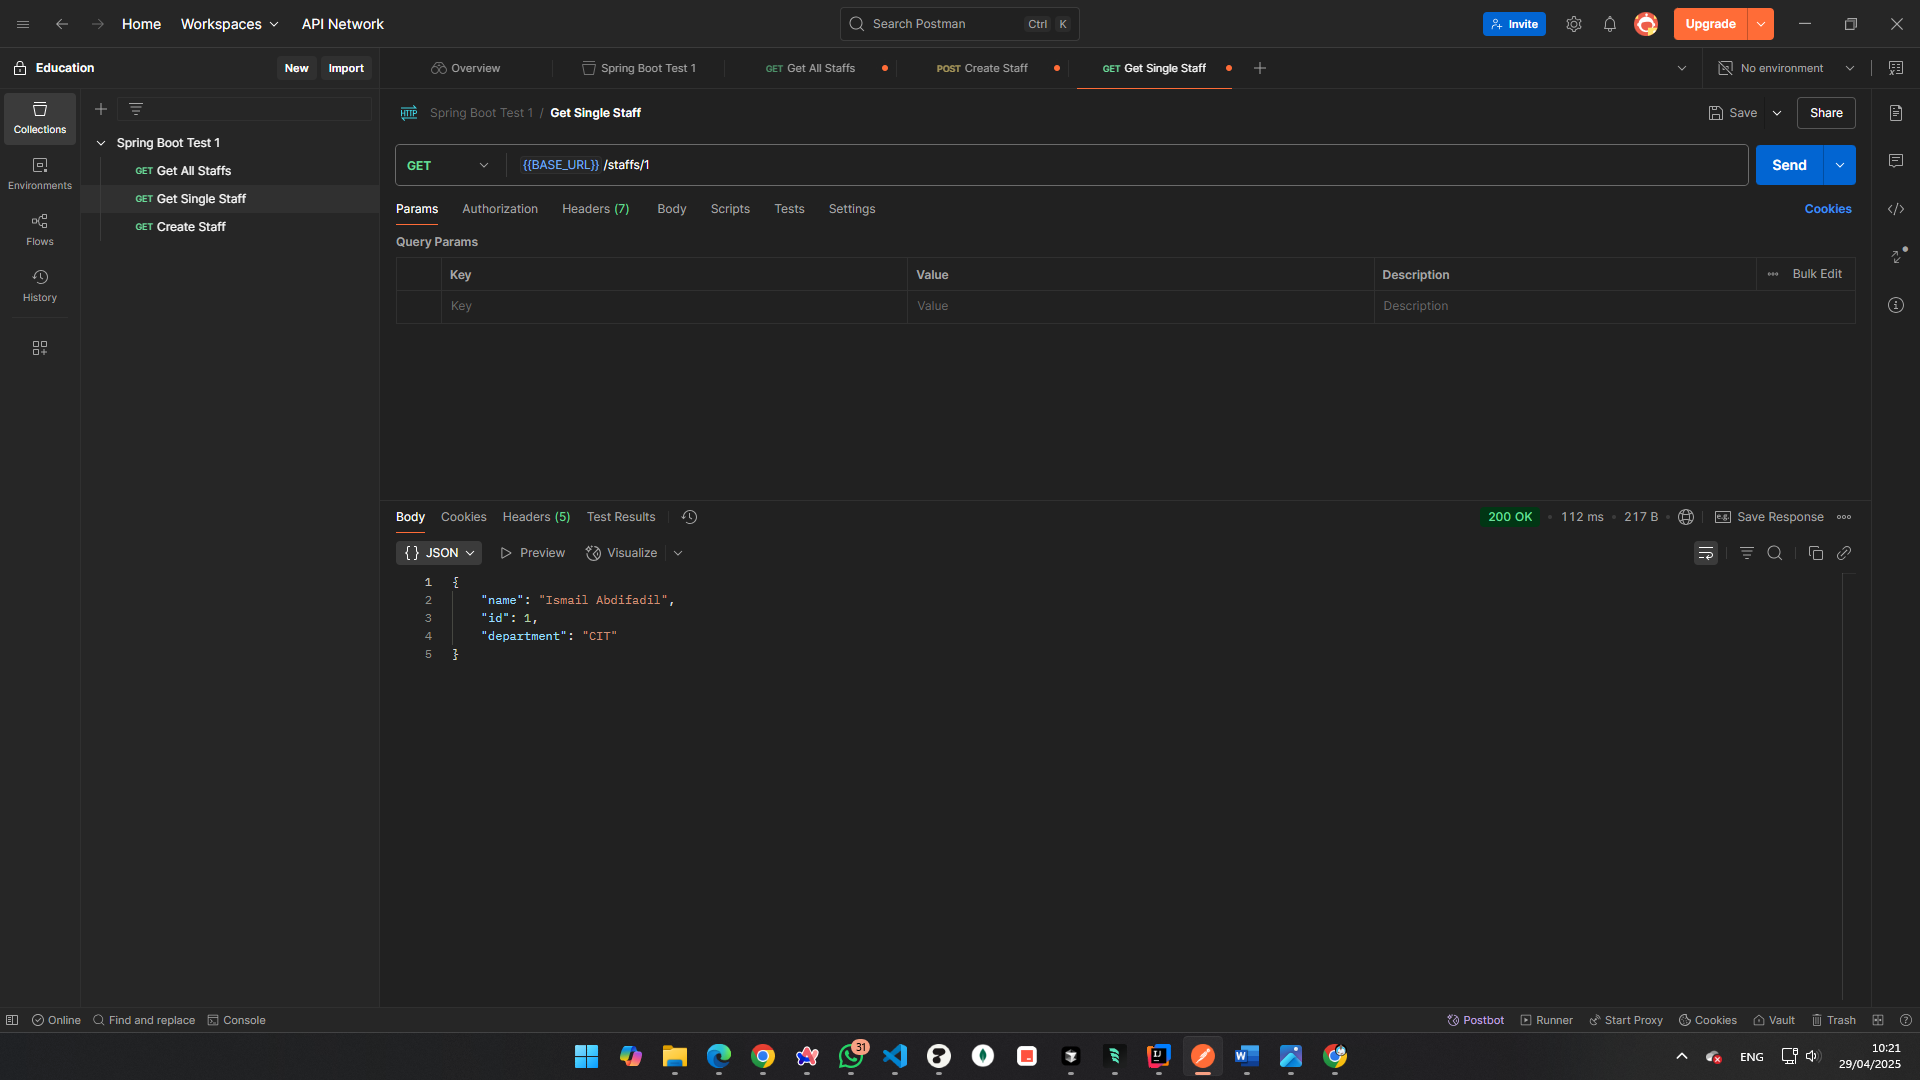 Home Workspaces API Network Search Postman Ctrl K Invite Upgrade
Education New Import Overview Spring Boot Test 1 GET Get All Staffs POST Create Staff GET Get Single Staff No environment
Collections
Environments
Flows
History
Spring Boot Test 1
GET Get All Staffs
GET Get Single Staff
GET Create Staff
HTTP Spring Boot Test 1 / Get Single Staff Save Share
GET {{BASE_URL}} /staffs/1 Send
Params Authorization Headers (7) Body Scripts Tests Settings Cookies
Query Params
Key Value Description Bulk Edit
Key Value Description
Body Cookies Headers (5) Test Results 200 OK 112 ms 217 B e.g. Save Response
{} JSON Preview Visualize
1 {
2 "name": "Ismail Abdifadil",
3 "id": 1,
4 "department": "CIT"
5 }
Online Find and replace Console Postbot Runner Start Proxy Cookies Vault Trash
31 ENG 10:21
29/04/2025